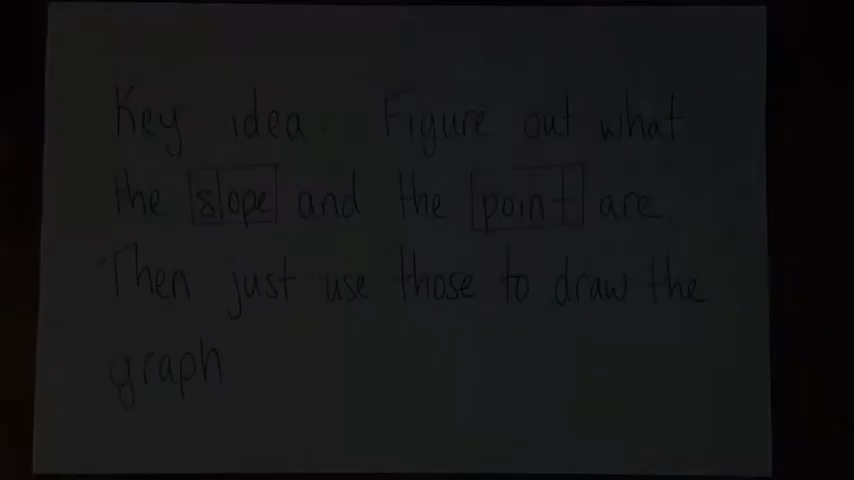 Key idea. Figure out what
the slope and the point are
Then just use those to draw the
graph